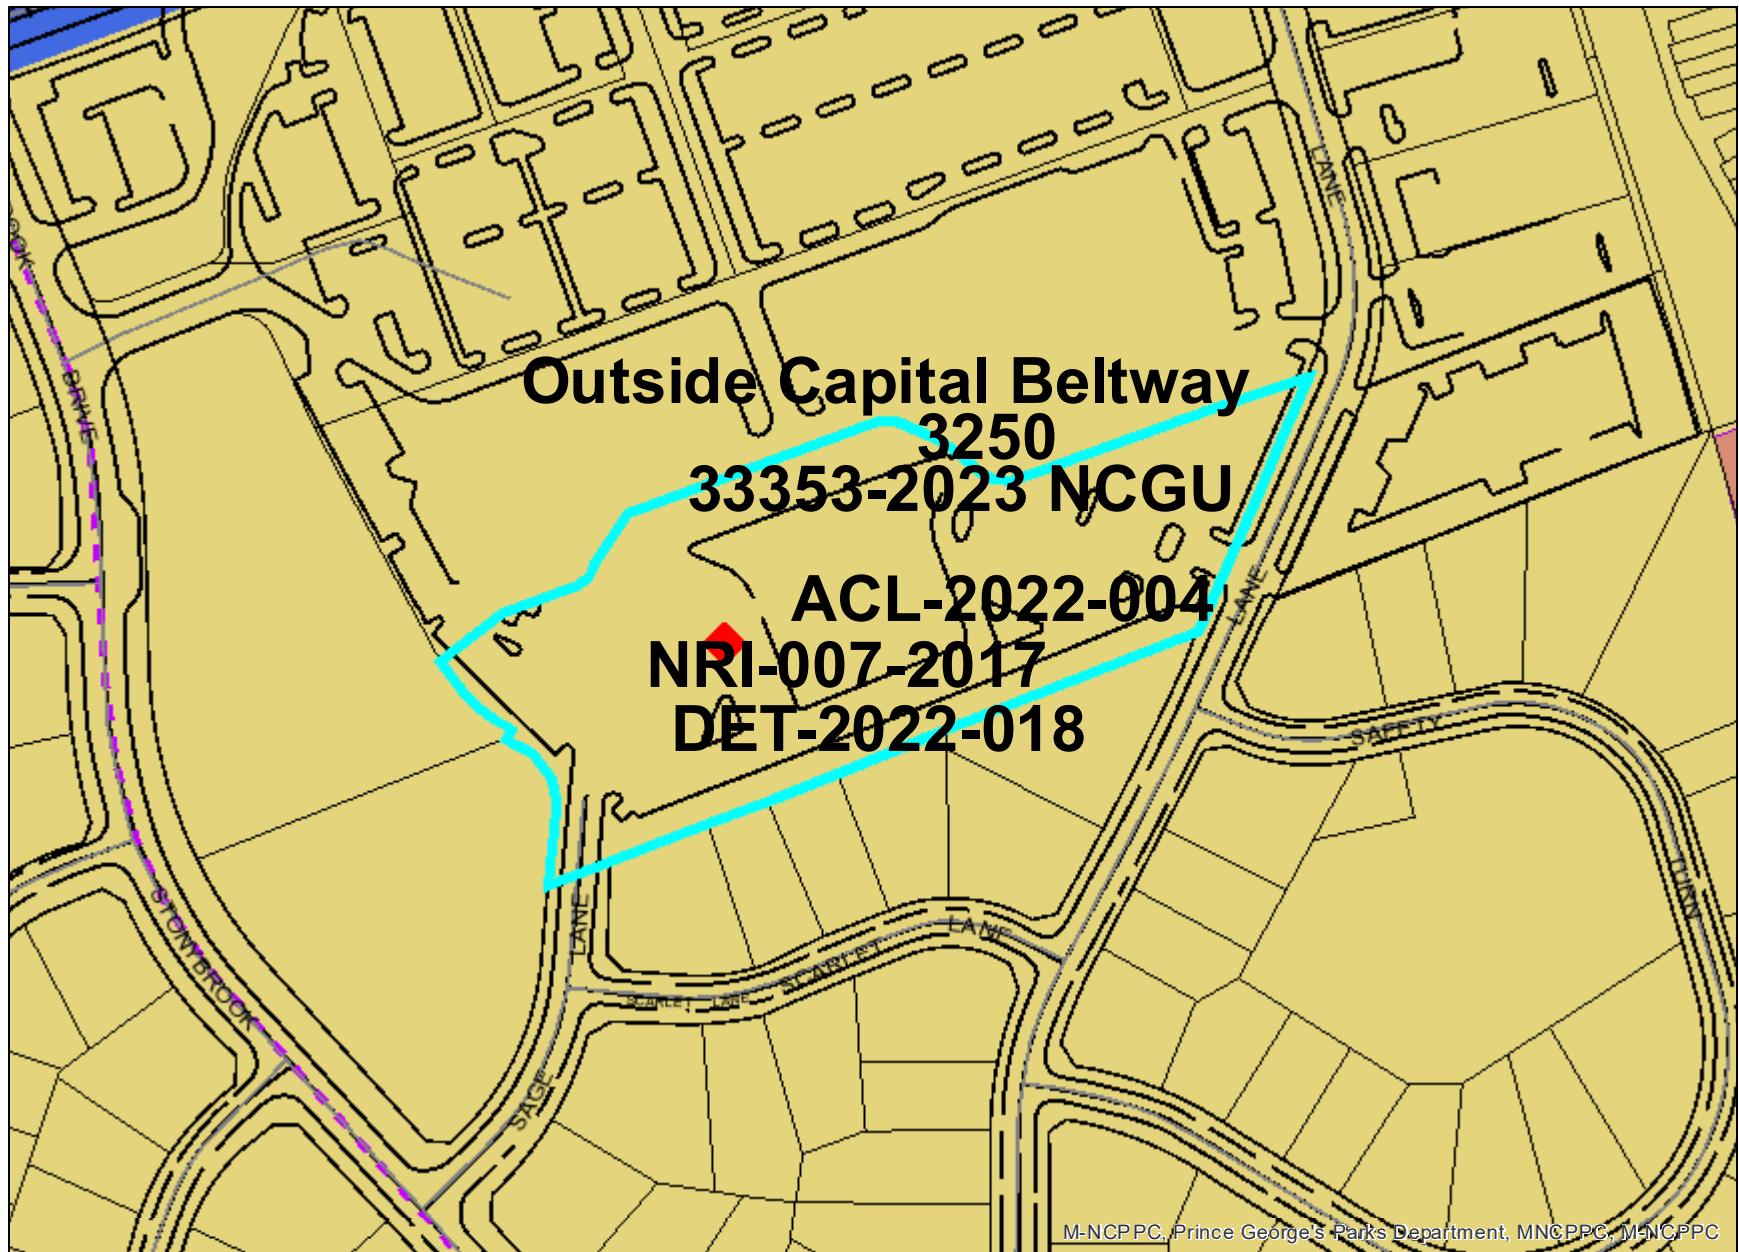 LANE
DRIVE
Outside Capital Beltway
3250
33353-2023 NCGU
ACL-2022-004
LANE
NRI-007-2017
DET-2022-018
SAFETY
TURN
STONYBROOK
LANE
SCARLET LANE
SCARLET LANE
SAGE
M-NCPPC, Prince George's Parks Department, MNCPPC, M-NCPPC